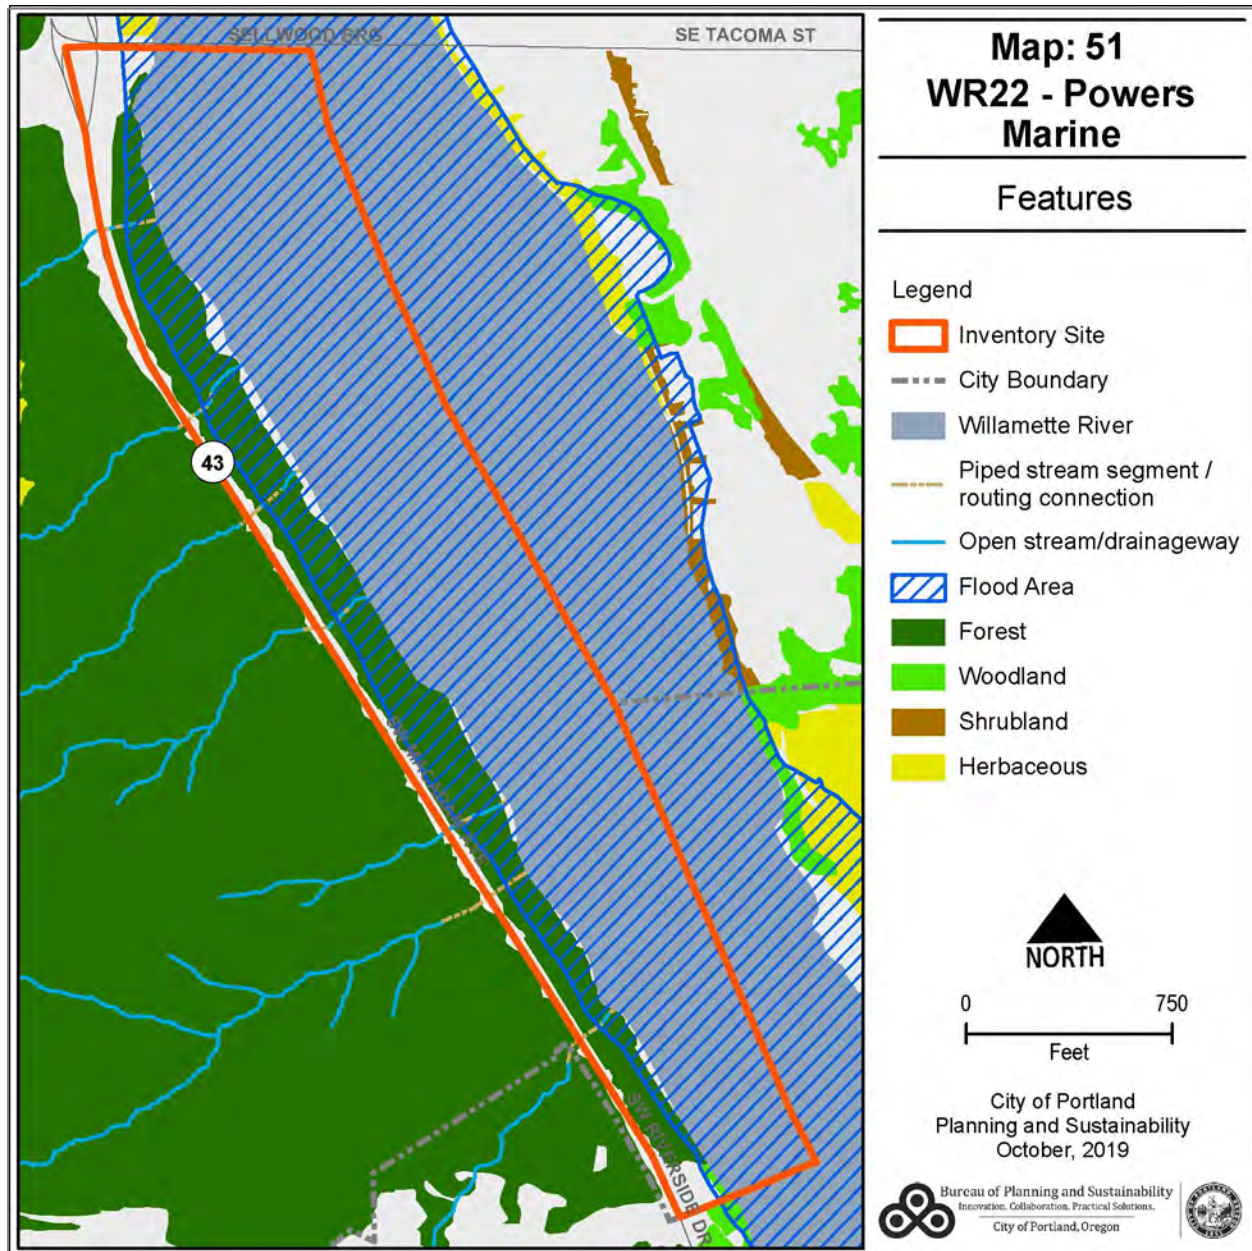 SELLWOOD BRG
SE TACOMA ST
43
SW MACADAM AVE
SW RIVERSIDE DR
Map: 51
WR22 - Powers
Marine
Features
Legend
Inventory Site
City Boundary
Willamette River
Piped stream segment /
routing connection
Open stream/drainageway
Flood Area
Forest
Woodland
Shrubland
Herbaceous
NORTH
0 750
Feet
City of Portland
Planning and Sustainability
October, 2019
Bureau of Planning and Sustainability
Innovation. Collaboration. Practical Solutions.
City of Portland, Oregon